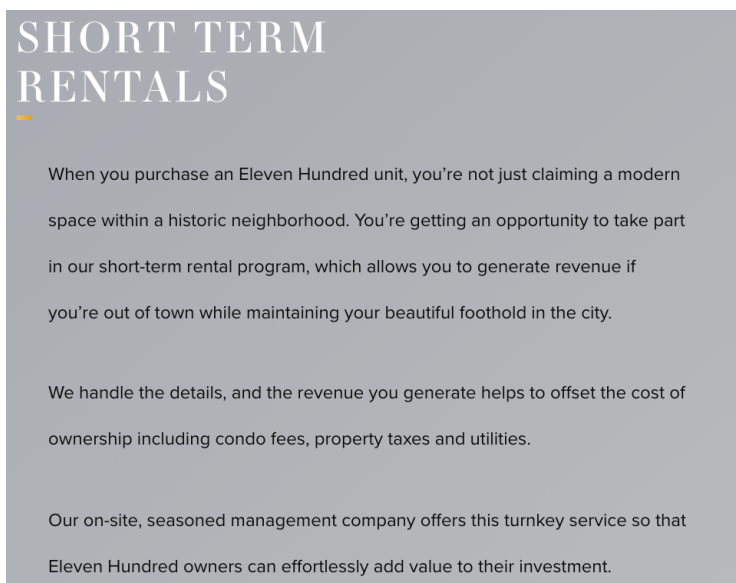 SHORT TERM
RENTALS
When you purchase an Eleven Hundred unit, you’re not just claiming a modern
space within a historic neighborhood. You’re getting an opportunity to take part
in our short-term rental program, which allows you to generate revenue if
you’re out of town while maintaining your beautiful foothold in the city.
We handle the details, and the revenue you generate helps to offset the cost of
ownership including condo fees, property taxes and utilities.
Our on-site, seasoned management company offers this turnkey service so that
Eleven Hundred owners can effortlessly add value to their investment.